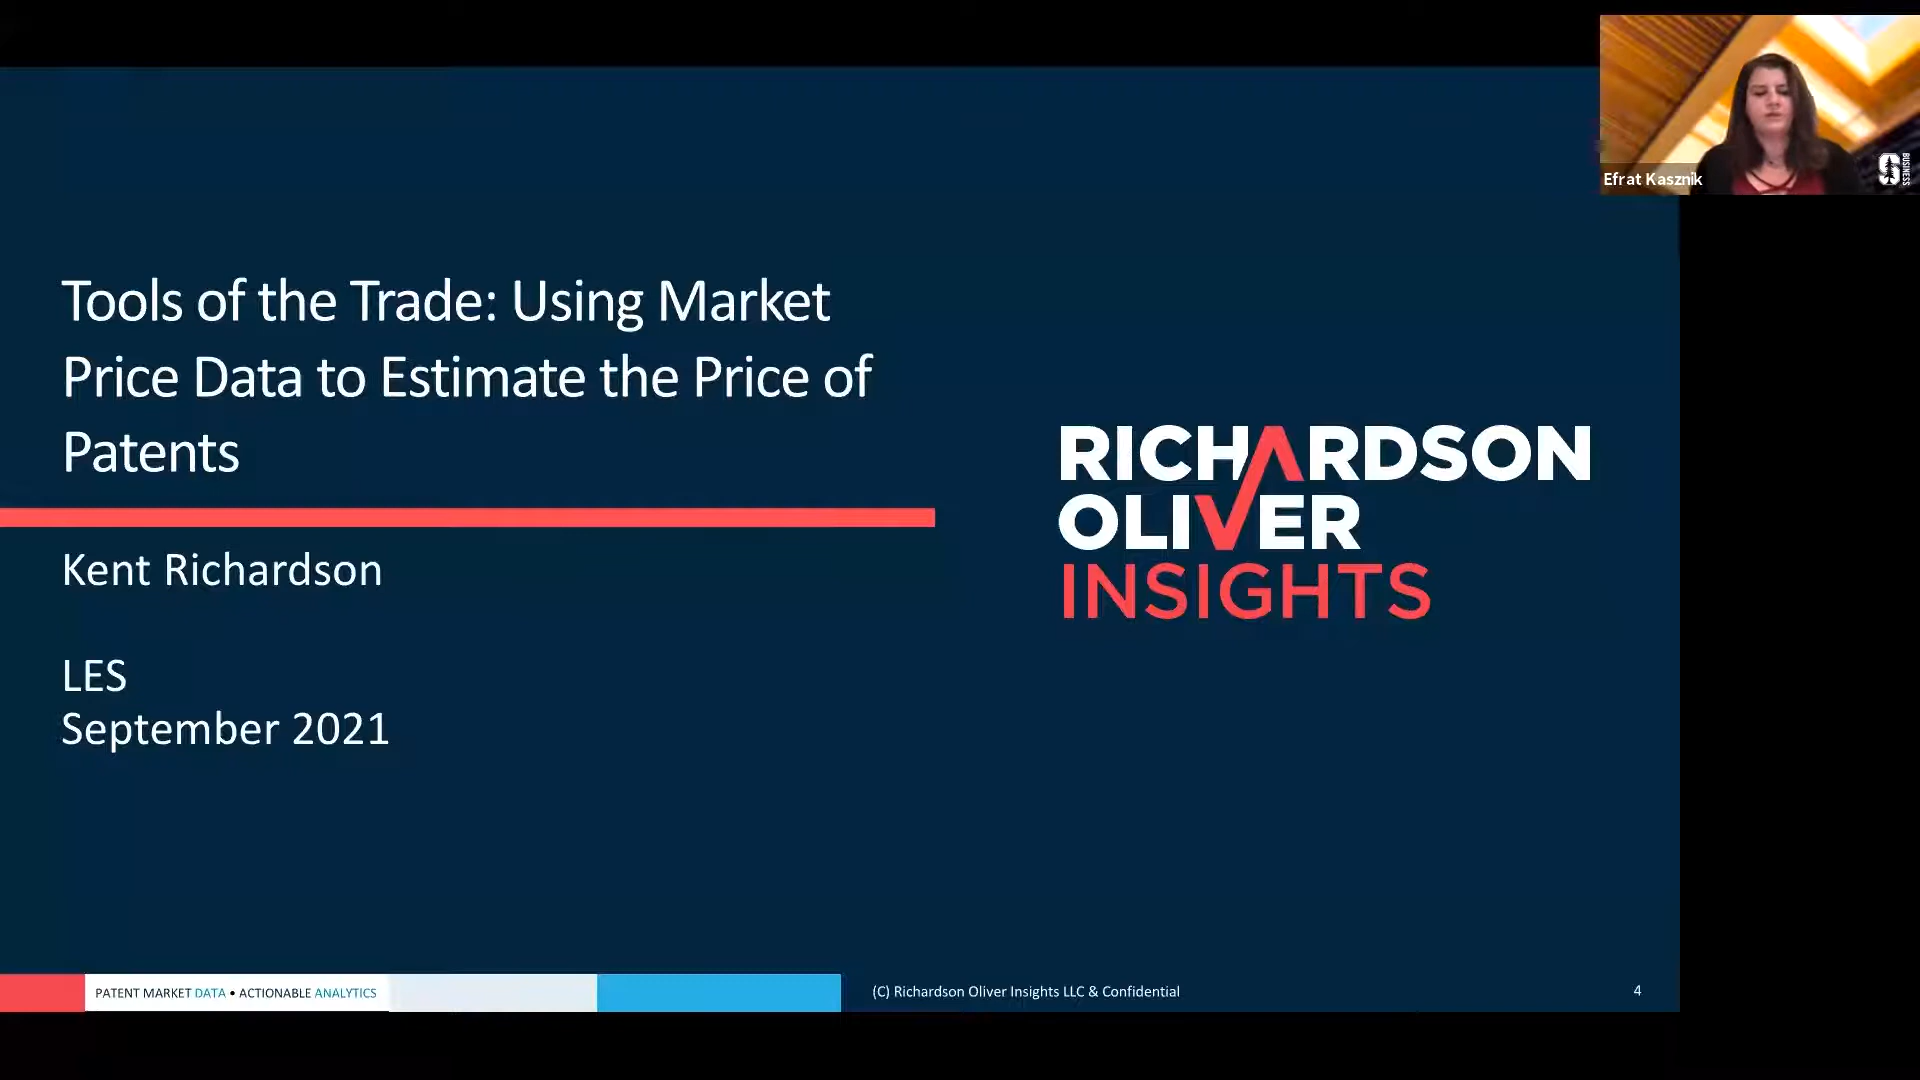 Efrat Kasznik
S
BUSINESS
Tools of the Trade: Using Market
Price Data to Estimate the Price of
Patents
Kent Richardson
LES
September 2021
RICHARDSON
OLIVER
INSIGHTS
PATENT MARKET DATA • ACTIONABLE ANALYTICS
(C) Richardson Oliver Insights LLC & Confidential
4